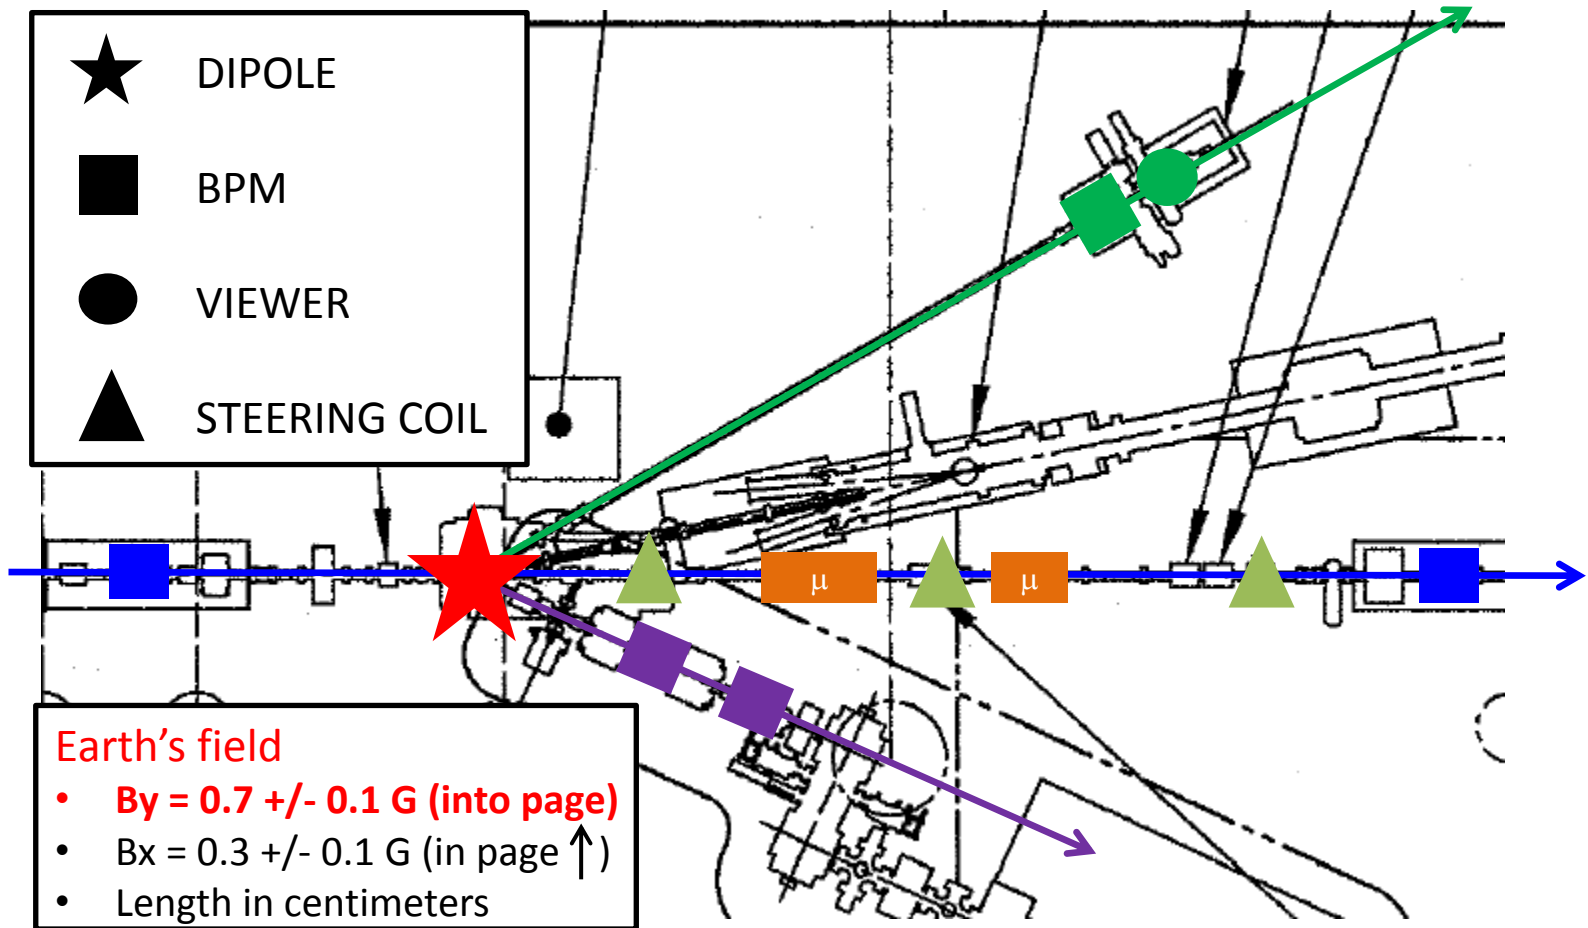 DIPOLE
BPM
VIEWER
STEERING COIL
μ
μ
Earth's field
• By = 0.7 +/- 0.1 G (into page)
• Bx = 0.3 +/- 0.1 G (in page ↑)
• Length in centimeters